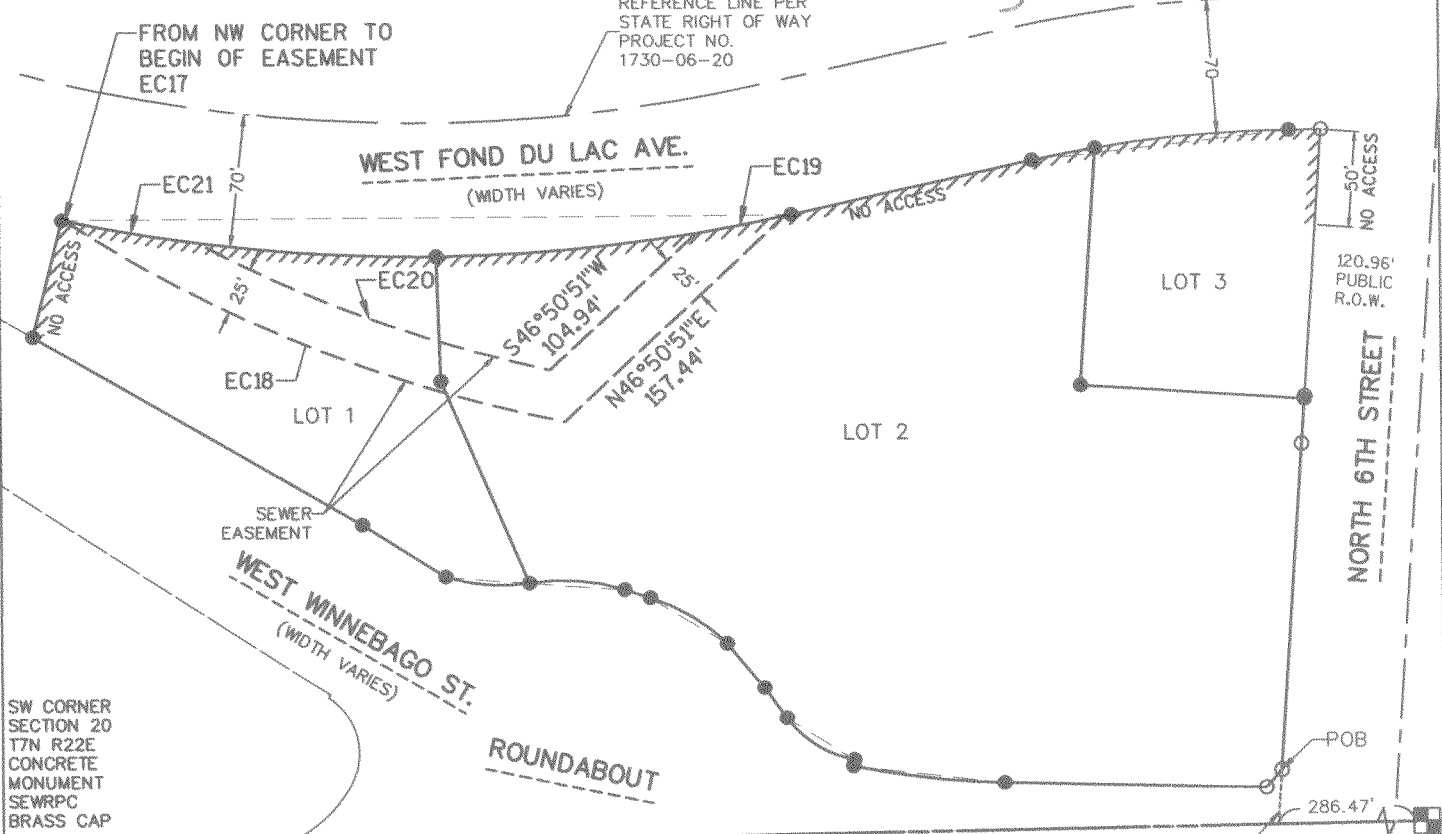 REFERENCE LINE PER
STATE RIGHT OF WAY
PROJECT NO.
1730-06-20
FROM NW CORNER TO
BEGIN OF EASEMENT
EC17
70'
WEST FOND DU LAC AVE.
(WIDTH VARIES)
EC19
EC21
70'
NO ACCESS
50'
NO ACCESS
NO ACCESS
25'
EC20
S46°50'51"W
104.94'
25'
N46°50'51"E
157.44'
LOT 3
120.96'
PUBLIC
R.O.W.
EC18
LOT 1
LOT 2
NORTH 6TH STREET
SEWER
EASEMENT
WEST WINNEBAGO ST.
(WIDTH VARIES)
ROUNDABOUT
SW CORNER
SECTION 20
T7N R22E
CONCRETE
MONUMENT
SEWRPC
BRASS CAP
POB
286.47'